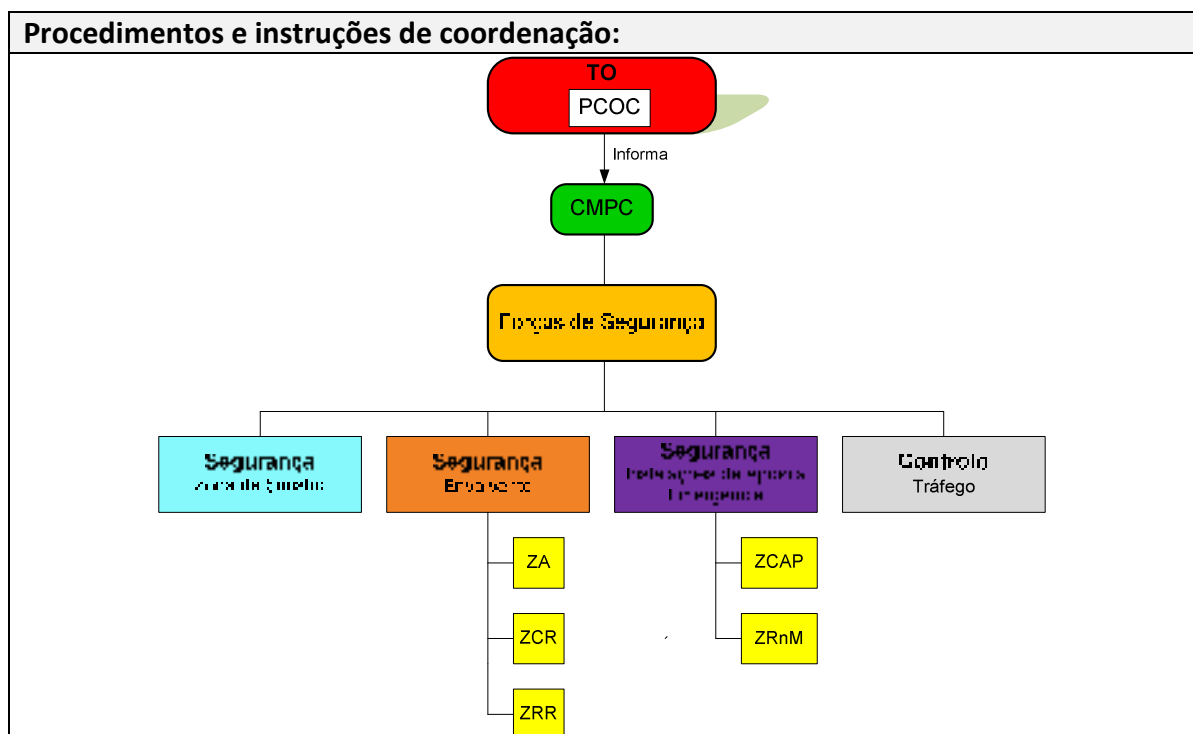 Procedimentos e instruções de coordenação:
TO
PCOC
Informa
CMPC
Forças de Segurança
Segurança
Segurança
Segurança
Controlo
Tráfego
ZA
ZCAP
ZCR
ZRnM
ZRR